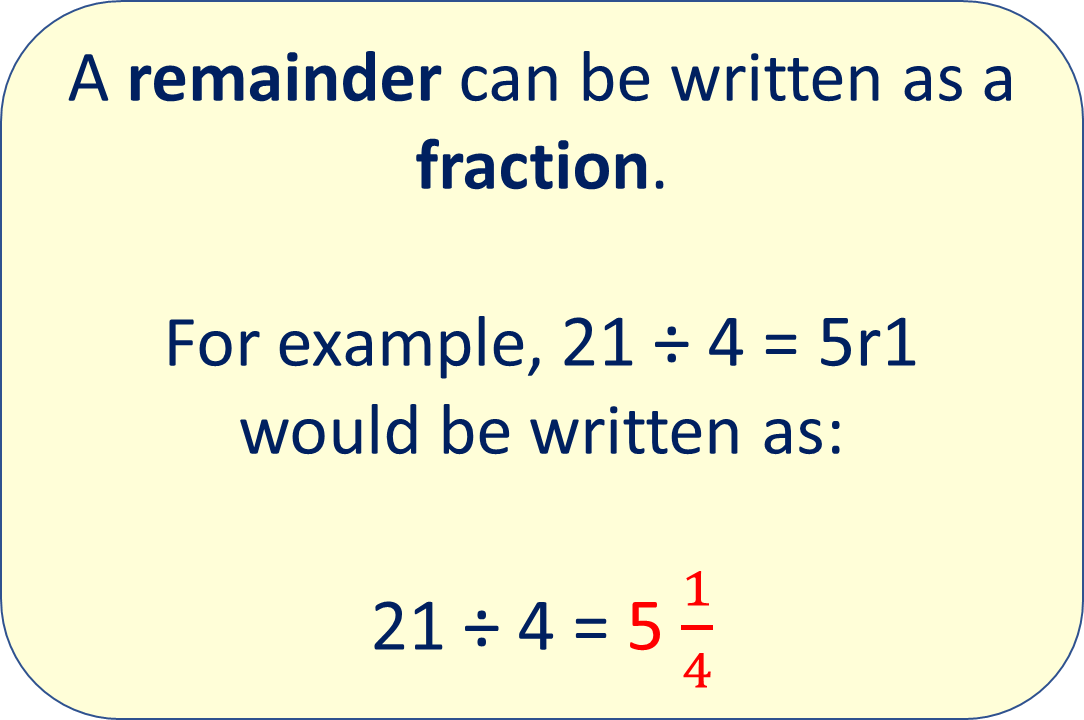 A remainder can be written as a
fraction.
For example, 21 ÷ 4 = 5r1
would be written as:
21 ÷ 4 = 5 1/4